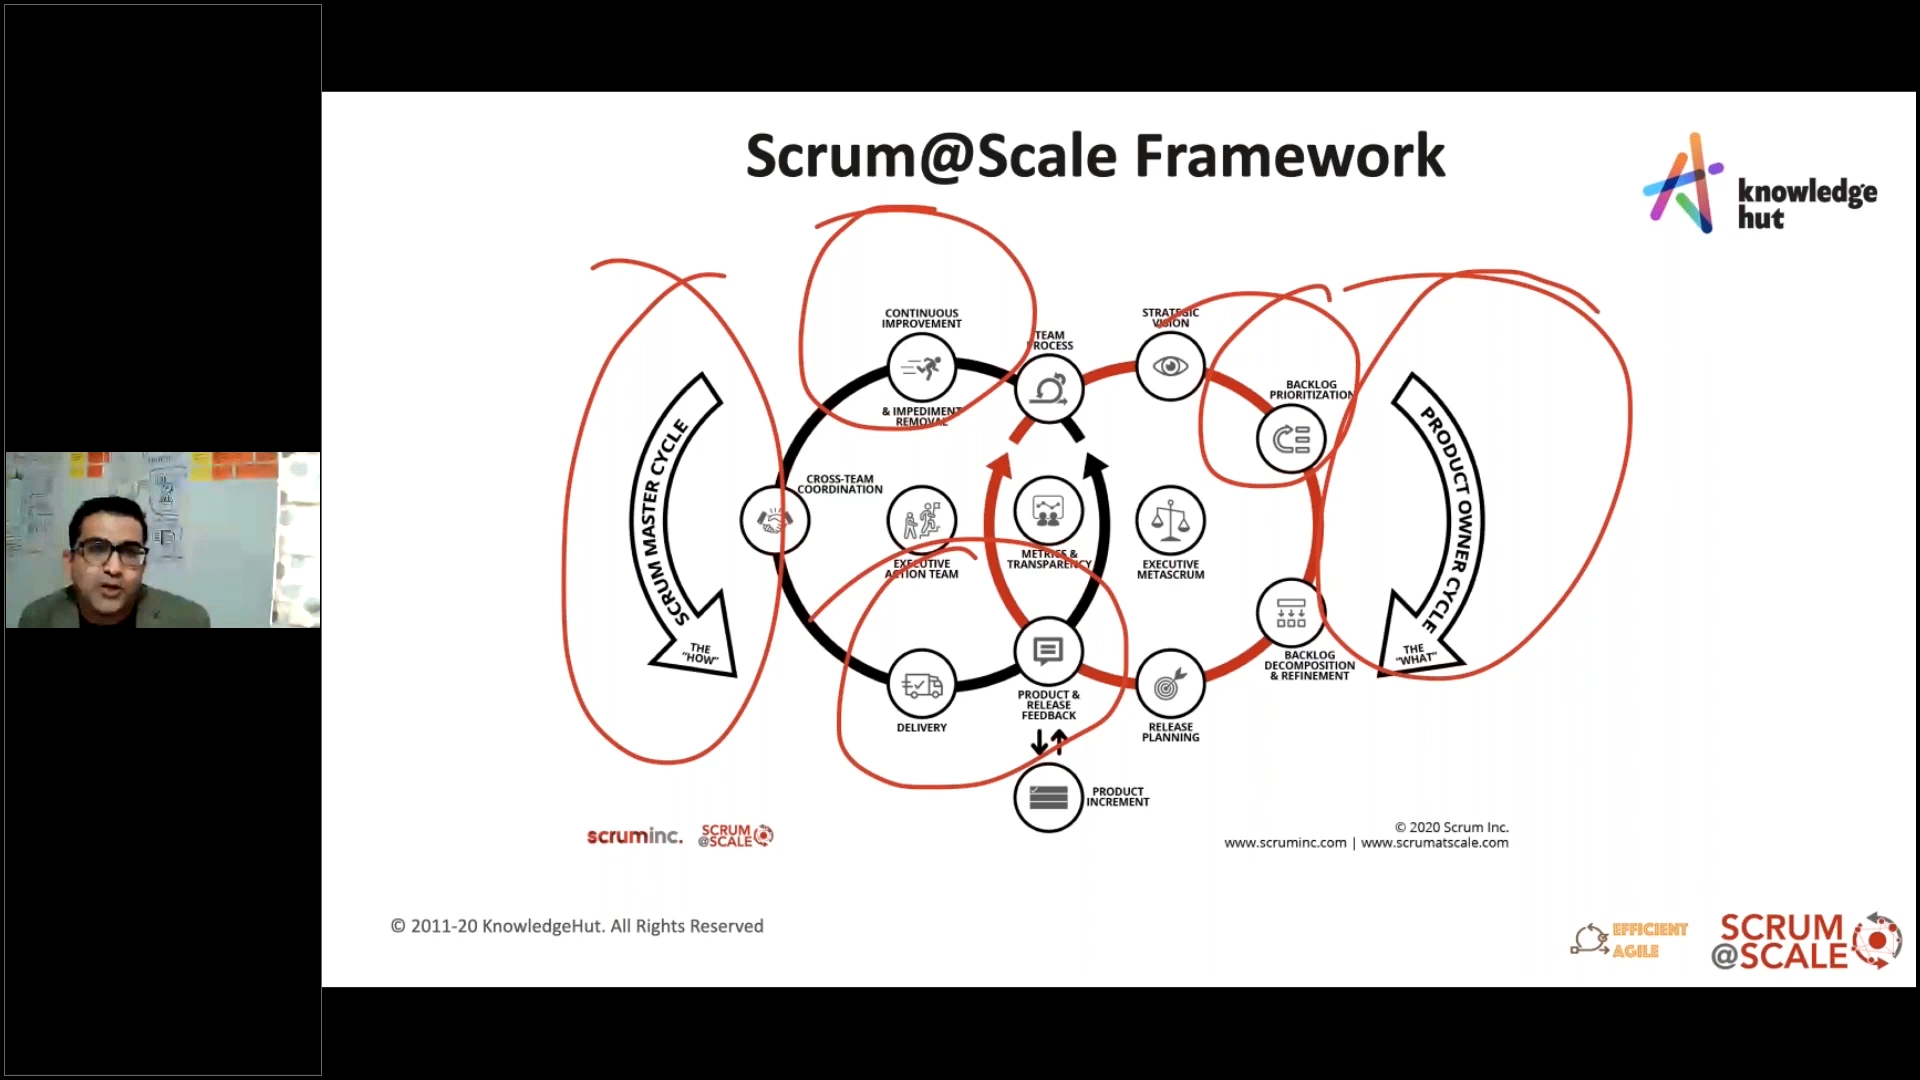 Scrum@Scale Framework
knowledge
hut
CONTINUOUS
IMPROVEMENT
& IMPEDIMENT
REMOVAL
TEAM
PROCESS
STRATEGIC
VISION
BACKLOG
PRIORITIZATION
SCRUM MASTER CYCLE
THE
"HOW"
CROSS-TEAM
COORDINATION
EXECUTIVE
ACTION TEAM
METRICS &
TRANSPARENCY
EXECUTIVE
METASCRUM
PRODUCT OWNER CYCLE
THE
"WHAT"
DELIVERY
PRODUCT &
RELEASE
FEEDBACK
RELEASE
PLANNING
BACKLOG
DECOMPOSITION
& REFINEMENT
PRODUCT
INCREMENT
scruminc.
SCRUM
@SCALE
© 2020 Scrum Inc.
www.scruminc.com | www.scrumatscale.com
© 2011-20 KnowledgeHut. All Rights Reserved
EFFICIENT
AGILE
SCRUM
@SCALE